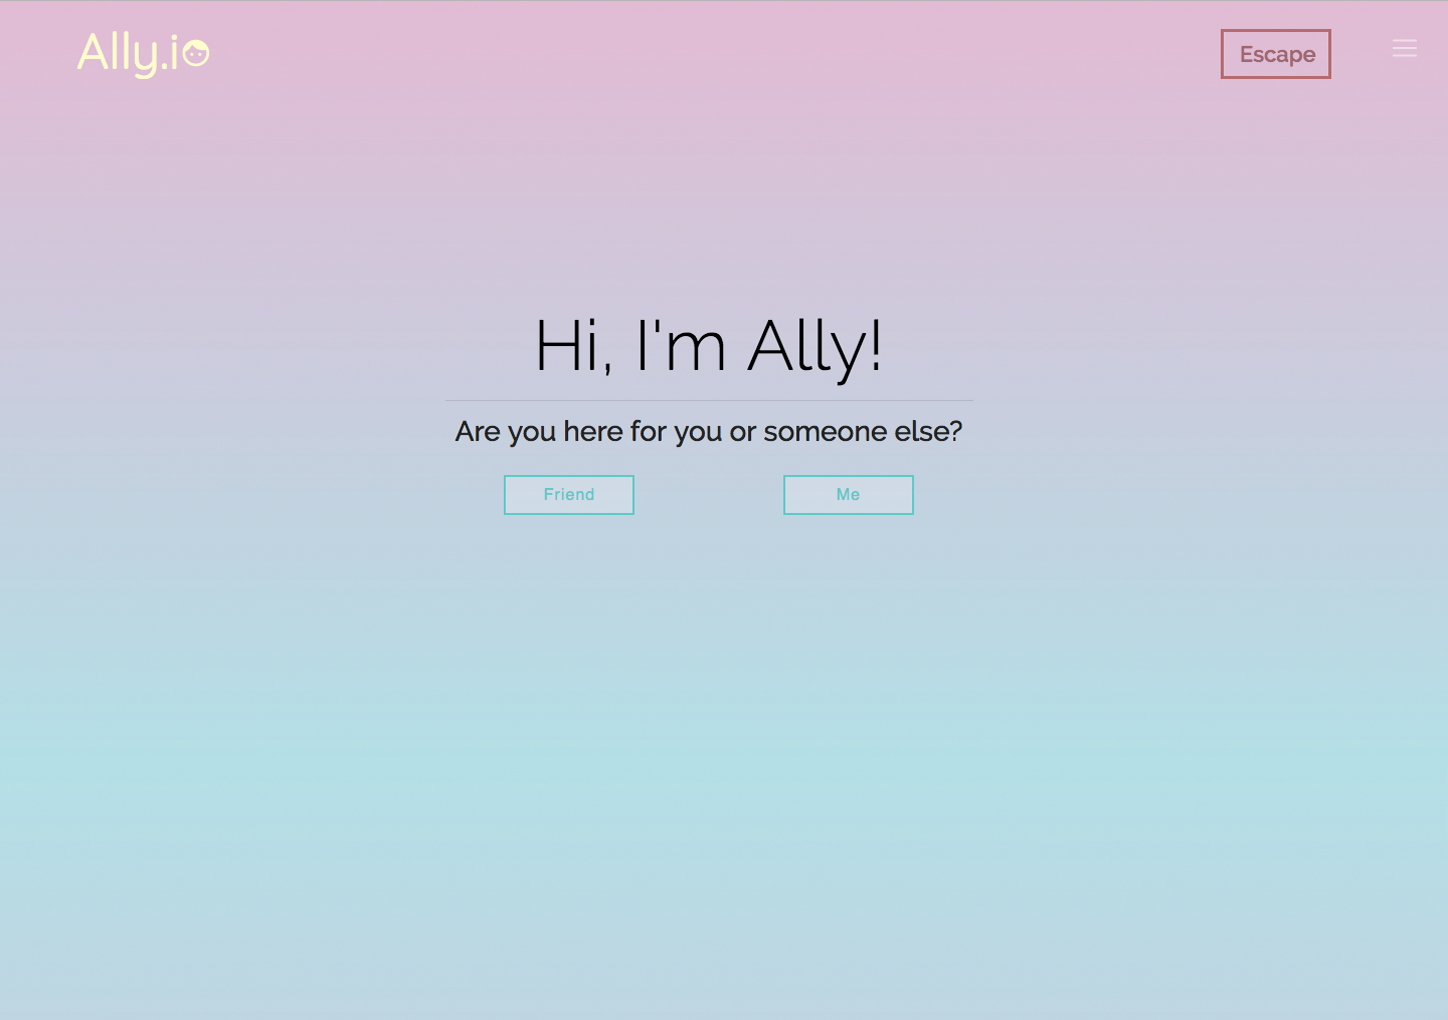 Ally.io
Escape
Hi, I'm Ally!
Are you here for you or someone else?
Friend
Me